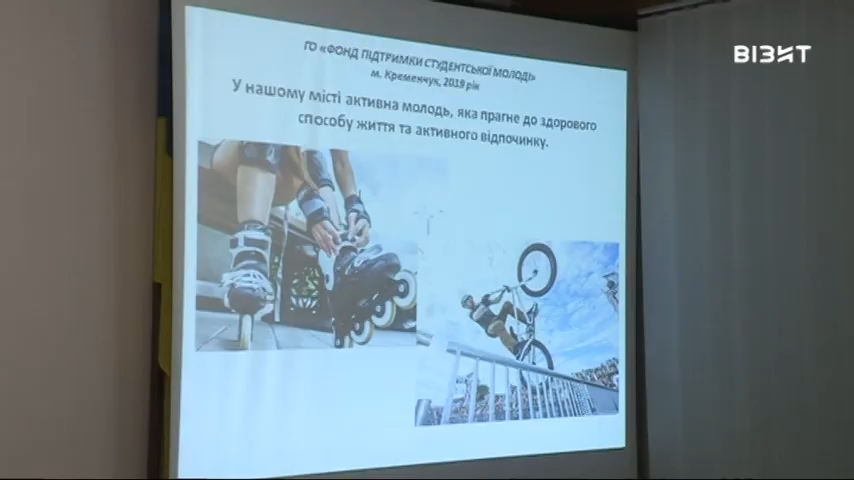 ВІЗИТ
ГО «ФОНД ПІДТРИМКИ СТУДЕНТСЬКОЇ МОЛОДІ»
м. Кременчук, 2019 рік
У нашому місті активна молодь, яка прагне до здорового
способу життя та активного відпочинку.